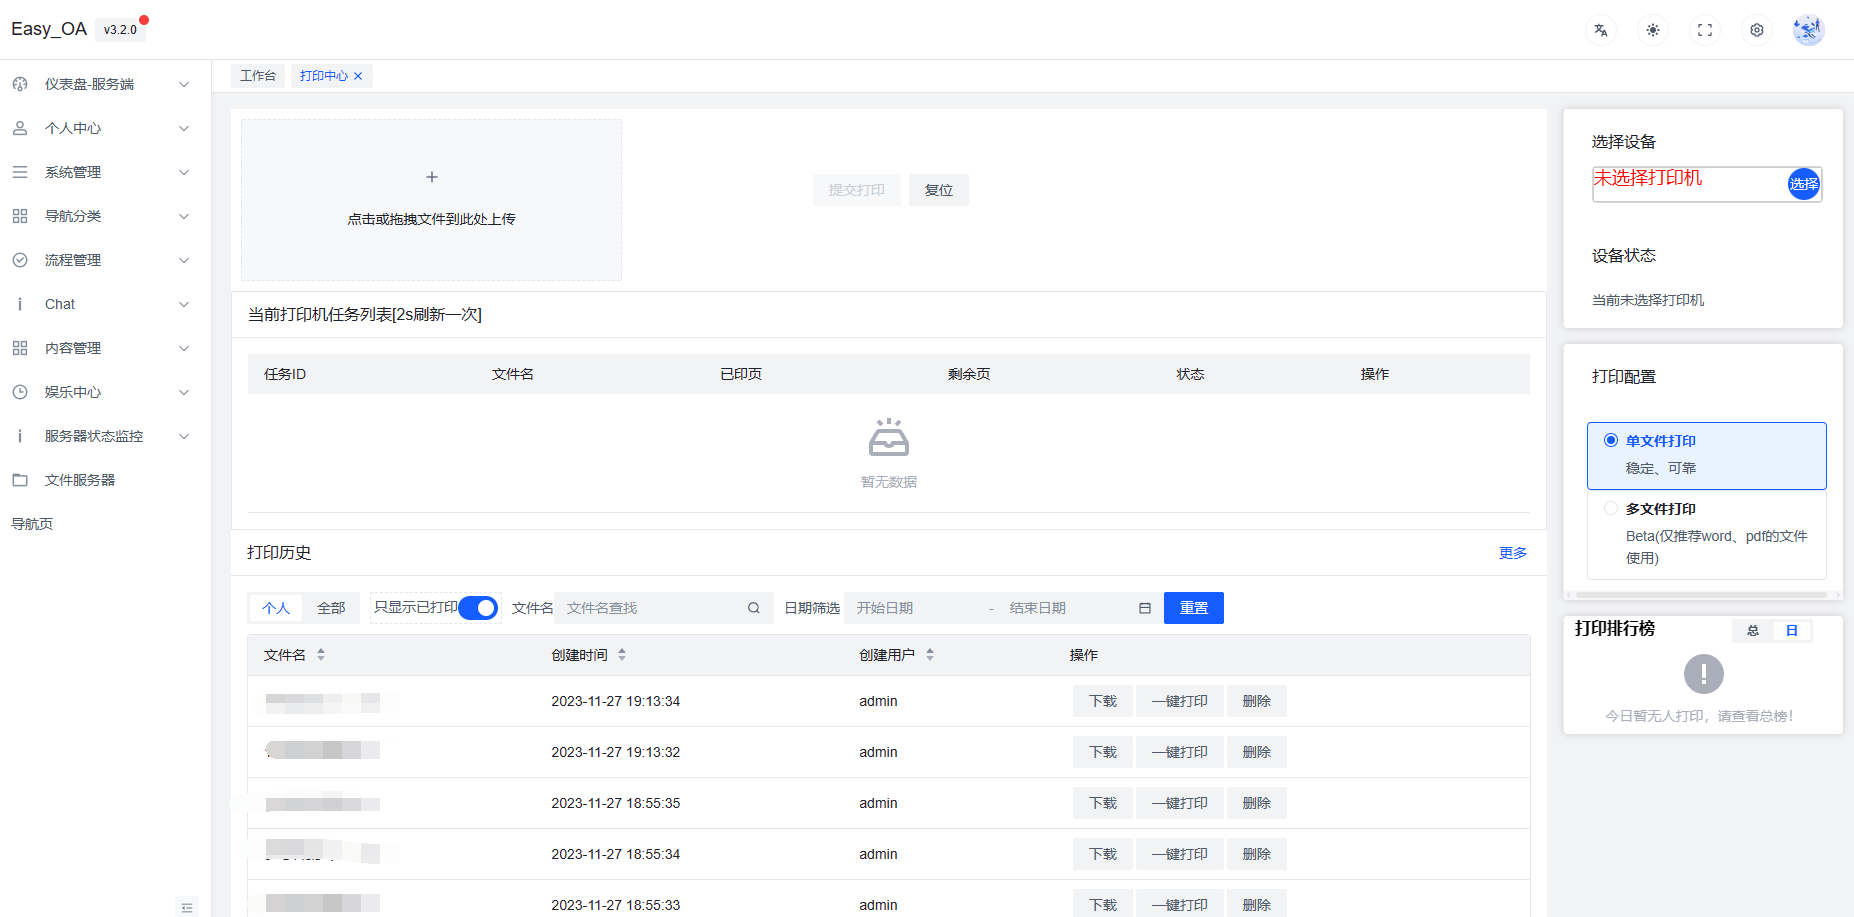 Easy_OA v3.2.0
仪表盘-服务端
个人中心
系统管理
导航分类
流程管理
Chat
内容管理
娱乐中心
服务器状态监控
文件服务器
导航页
工作台 打印中心
点击或拖拽文件到此处上传
提交打印 复位
当前打印机任务列表[2s刷新一次]
任务ID 文件名 已印页 剩余页 状态 操作
暂无数据
打印历史 更多
个人 全部 只显示已打印 文件名 文件名查找 日期筛选 开始日期 - 结束日期 重置
文件名 创建时间 创建用户 操作
2023-11-27 19:13:34 admin 下载 一键打印 删除
2023-11-27 19:13:32 admin 下载 一键打印 删除
2023-11-27 18:55:35 admin 下载 一键打印 删除
2023-11-27 18:55:34 admin 下载 一键打印 删除
2023-11-27 18:55:33 admin 下载 一键打印 删除
选择设备
未选择打印机 选择
设备状态
当前未选择打印机
打印配置
单文件打印
稳定、可靠
多文件打印
Beta(仅推荐word、pdf的文件
使用)
打印排行榜 总 日
今日暂无人打印，请查看总榜！